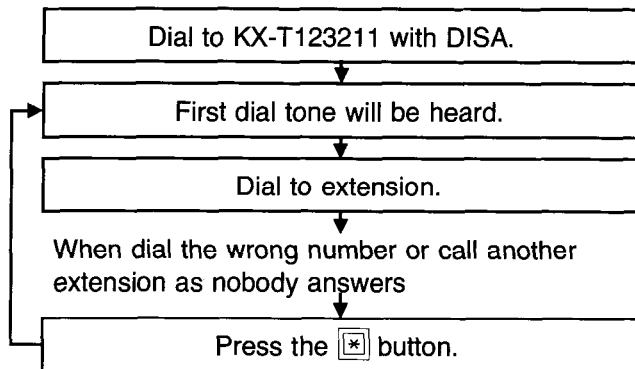 Dial to KX-T123211 with DISA.
First dial tone will be heard.
Dial to extension.
When dial the wrong number or call another
extension as nobody answers
Press the * button.